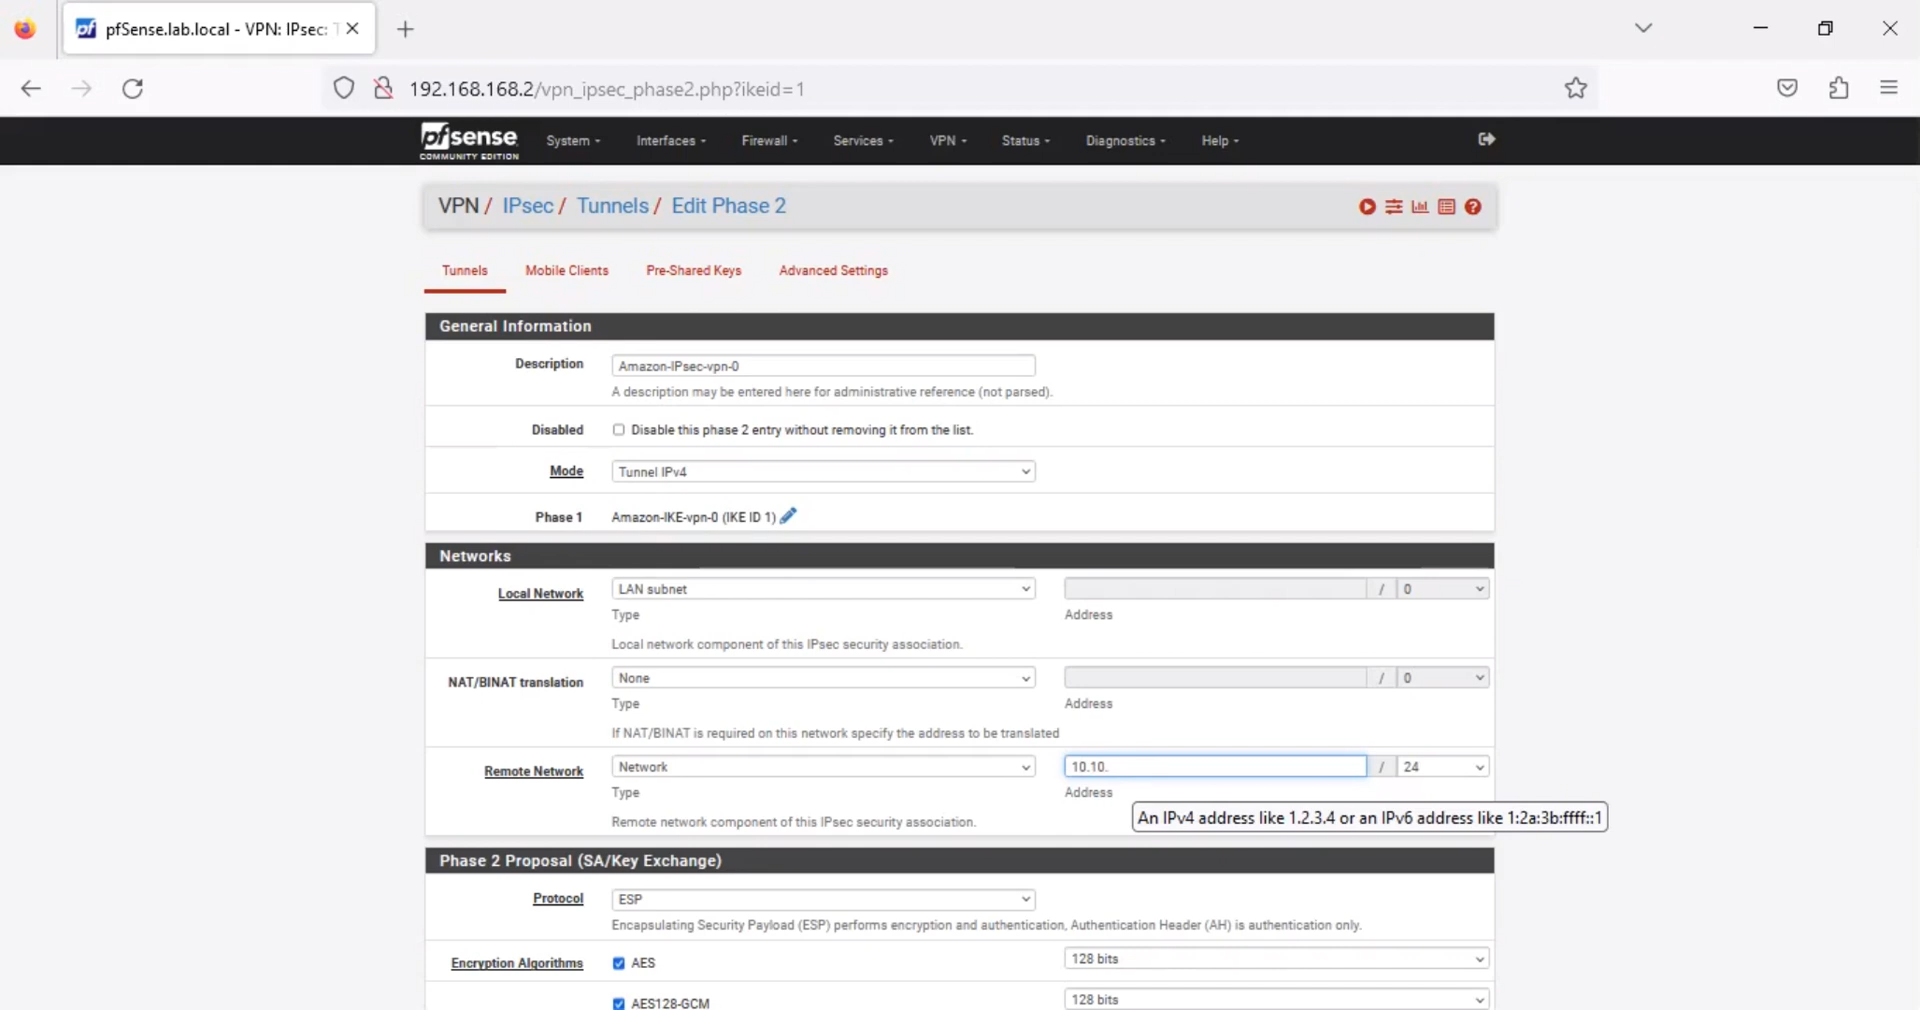 pfSense.lab.local - VPN: IPsec: T
192.168.168.2/vpn_ipsec_phase2.php?ikeid=1
pfsense
COMMUNITY EDITION
System
Interfaces
Firewall
Services
VPN
Status
Diagnostics
Help
VPN / IPsec / Tunnels / Edit Phase 2
Tunnels
Mobile Clients
Pre-Shared Keys
Advanced Settings
General Information
Description
Amazon-IPsec-vpn-0
A description may be entered here for administrative reference (not parsed).
Disabled
Disable this phase 2 entry without removing it from the list.
Mode
Tunnel IPv4
Phase 1
Amazon-IKE-vpn-0 (IKE ID 1)
Networks
Local Network
LAN subnet
/ 0
Type
Address
Local network component of this IPsec security association.
NAT/BINAT translation
None
/ 0
Type
Address
If NAT/BINAT is required on this network specify the address to be translated
Remote Network
Network
10.10.
/ 24
Type
Address
An IPv4 address like 1.2.3.4 or an IPv6 address like 1:2a:3b:ffff::1
Remote network component of this IPsec security association.
Phase 2 Proposal (SA/Key Exchange)
Protocol
ESP
Encapsulating Security Payload (ESP) performs encryption and authentication, Authentication Header (AH) is authentication only.
Encryption Algorithms
AES
128 bits
AES128-GCM
128 bits